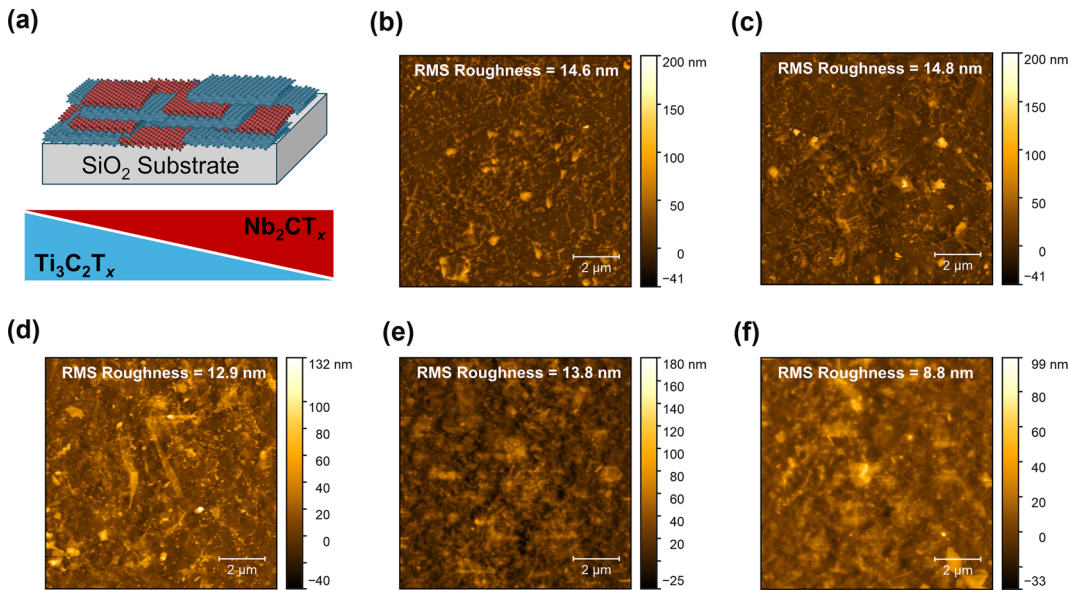 (a)
SiO₂ Substrate
Nb₂CTₓ
Ti₃C₂Tₓ
(b)
RMS Roughness = 14.6 nm
200 nm
150
100
50
0
−41
2 μm
(c)
RMS Roughness = 14.8 nm
200 nm
150
100
50
0
−41
2 μm
(d)
RMS Roughness = 12.9 nm
132 nm
100
80
60
40
20
0
−40
2 μm
(e)
RMS Roughness = 13.8 nm
180 nm
160
140
120
100
80
60
40
20
0
−25
2 μm
(f)
RMS Roughness = 8.8 nm
99 nm
80
60
40
20
0
−33
2 μm